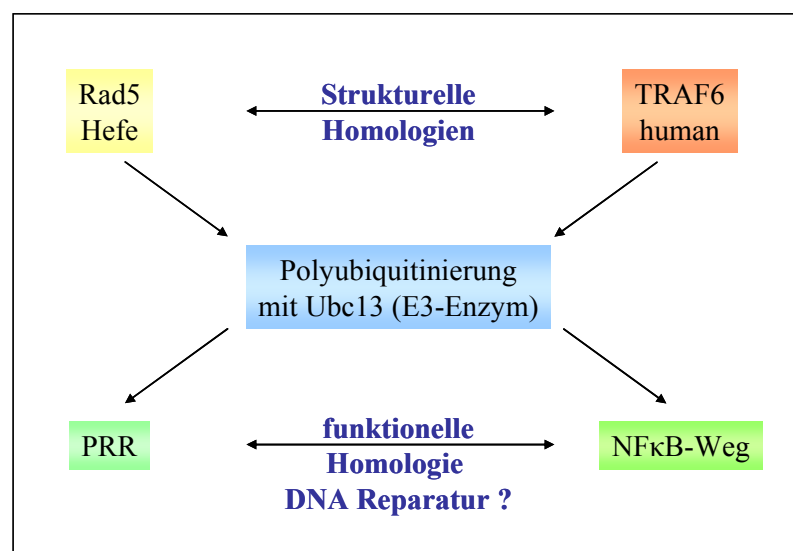 Rad5
Hefe
Strukturelle
Homologien
TRAF6
human
Polyubiquitinierung
mit Ubc13 (E3-Enzym)
PRR
funktionelle
Homologie
DNA Reparatur ?
NFκB-Weg